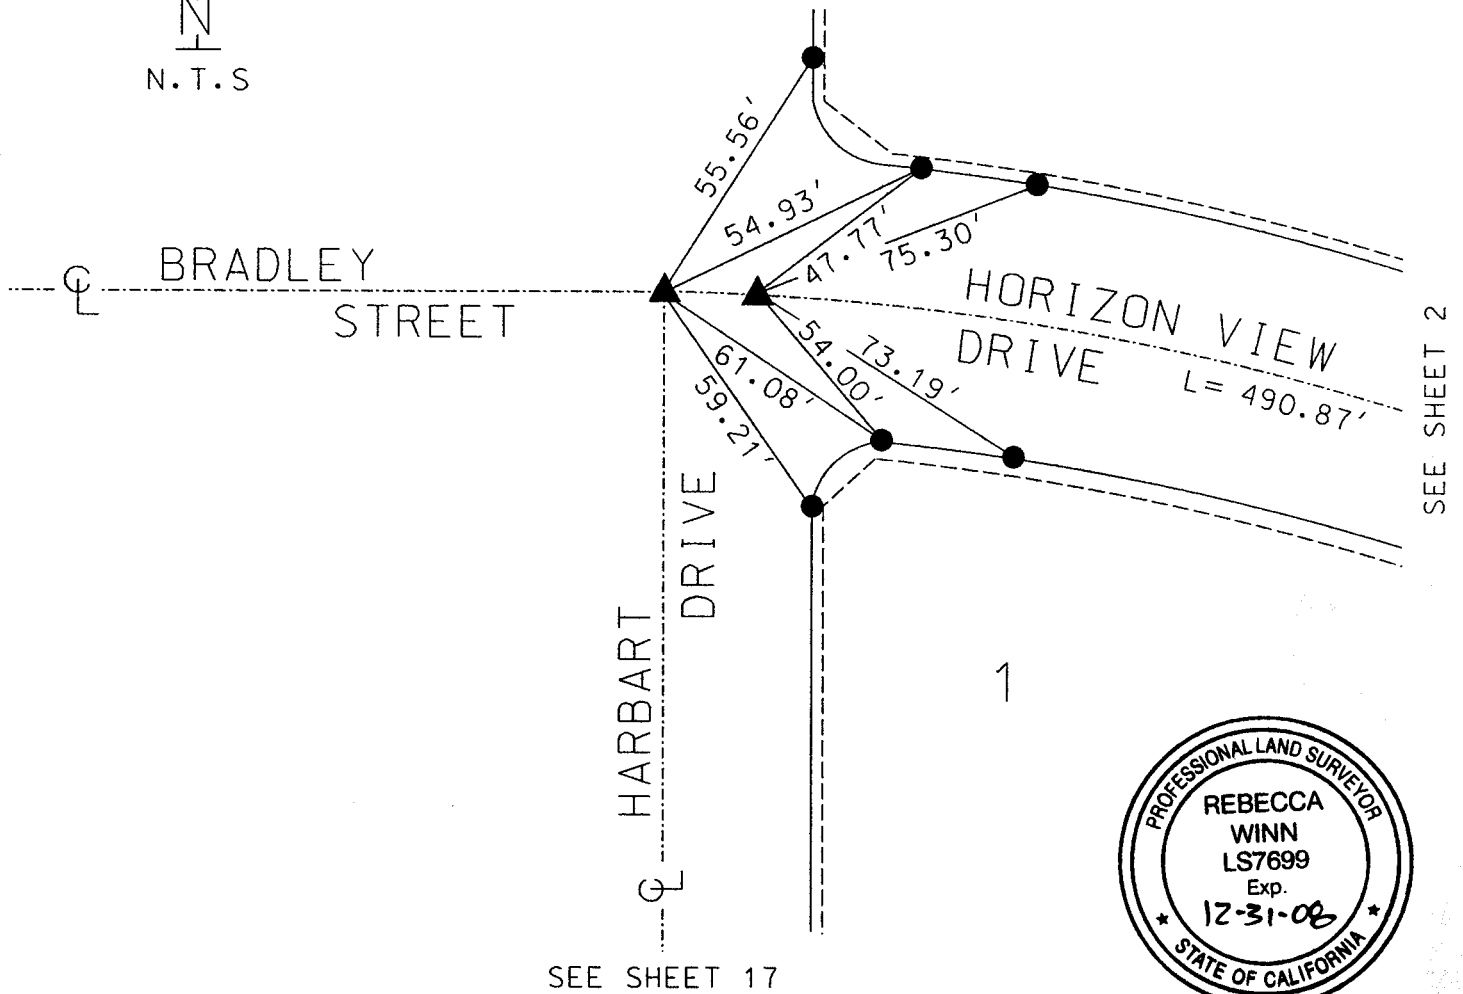 N
N.T.S
55.56'
54.93'
47.77'
75.30'
BRADLEY
STREET
HORIZON VIEW
DRIVE
L= 490.87'
SEE SHEET 2
54.00'
73.19'
61.08'
59.21'
HARBART
DRIVE
1
PROFESSIONAL LAND SURVEYOR
REBECCA
WINN
LS7699
Exp.
12-31-08
STATE OF CALIFORNIA
SEE SHEET 17